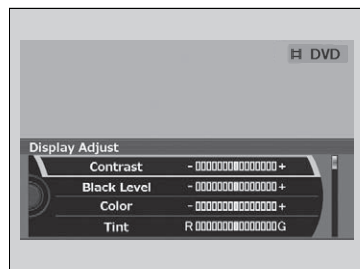 DVD
Display Adjust
Contrast - +
Black Level - +
Color - +
Tint R G